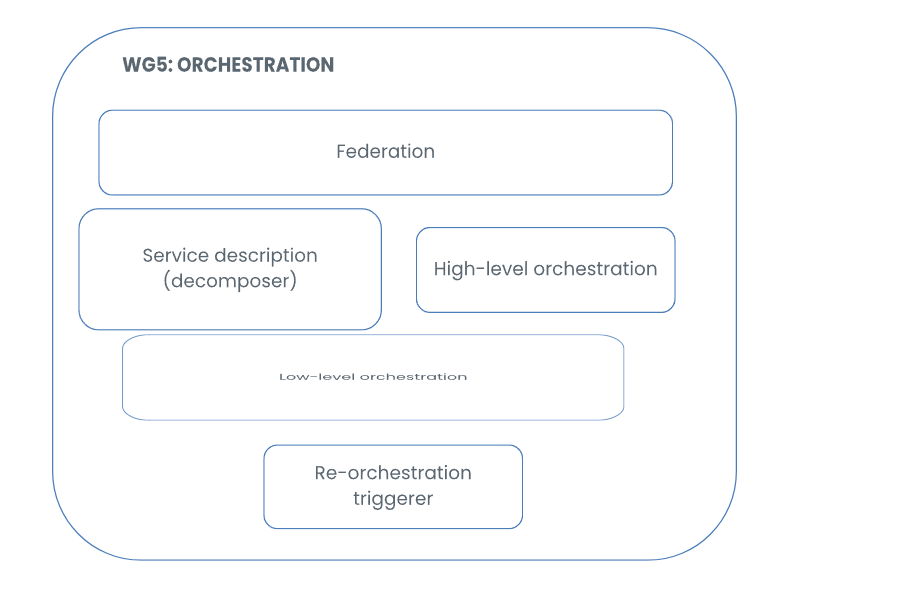 WG5: ORCHESTRATION
Federation
Service description
(decomposer)
High-level orchestration
Low-level orchestration
Re-orchestration
triggerer